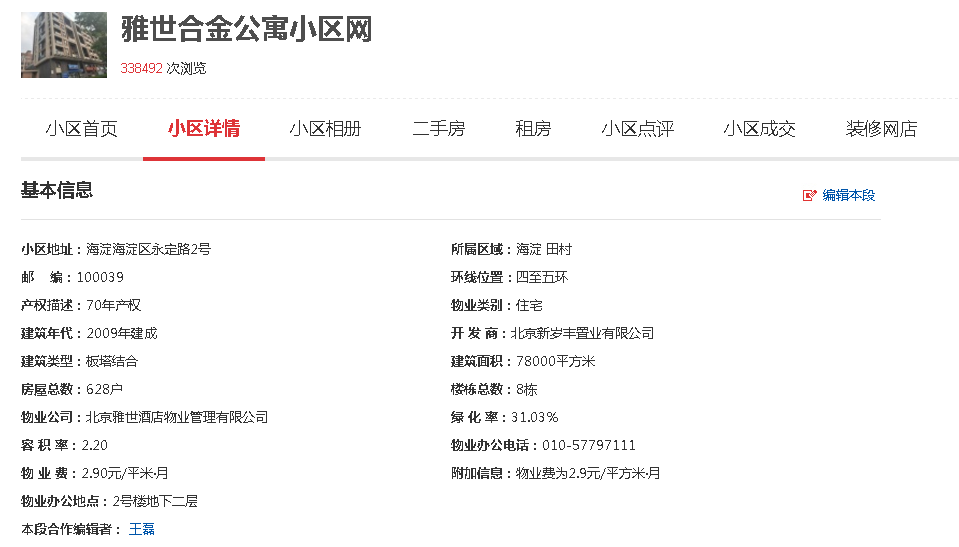 雅世合金公寓小区网
338492 次浏览
小区首页 小区详情 小区相册 二手房 租房 小区点评 小区成交 装修网店
基本信息 编辑本段
小区地址：海淀海淀区永定路2号 所属区域：海淀 田村
邮 编：100039 环线位置：四至五环
产权描述：70年产权 物业类别：住宅
建筑年代：2009年建成 开 发 商：北京新岁丰置业有限公司
建筑类型：板塔结合 建筑面积：78000平方米
房屋总数：628户 楼栋总数：8栋
物业公司：北京雅世酒店物业管理有限公司 绿 化 率：31.03%
容 积 率：2.20 物业办公电话：010-57797111
物 业 费：2.90元/平米·月 附加信息：物业费为2.9元/平方米·月
物业办公地点：2号楼地下二层
本段合作编辑者： 王磊